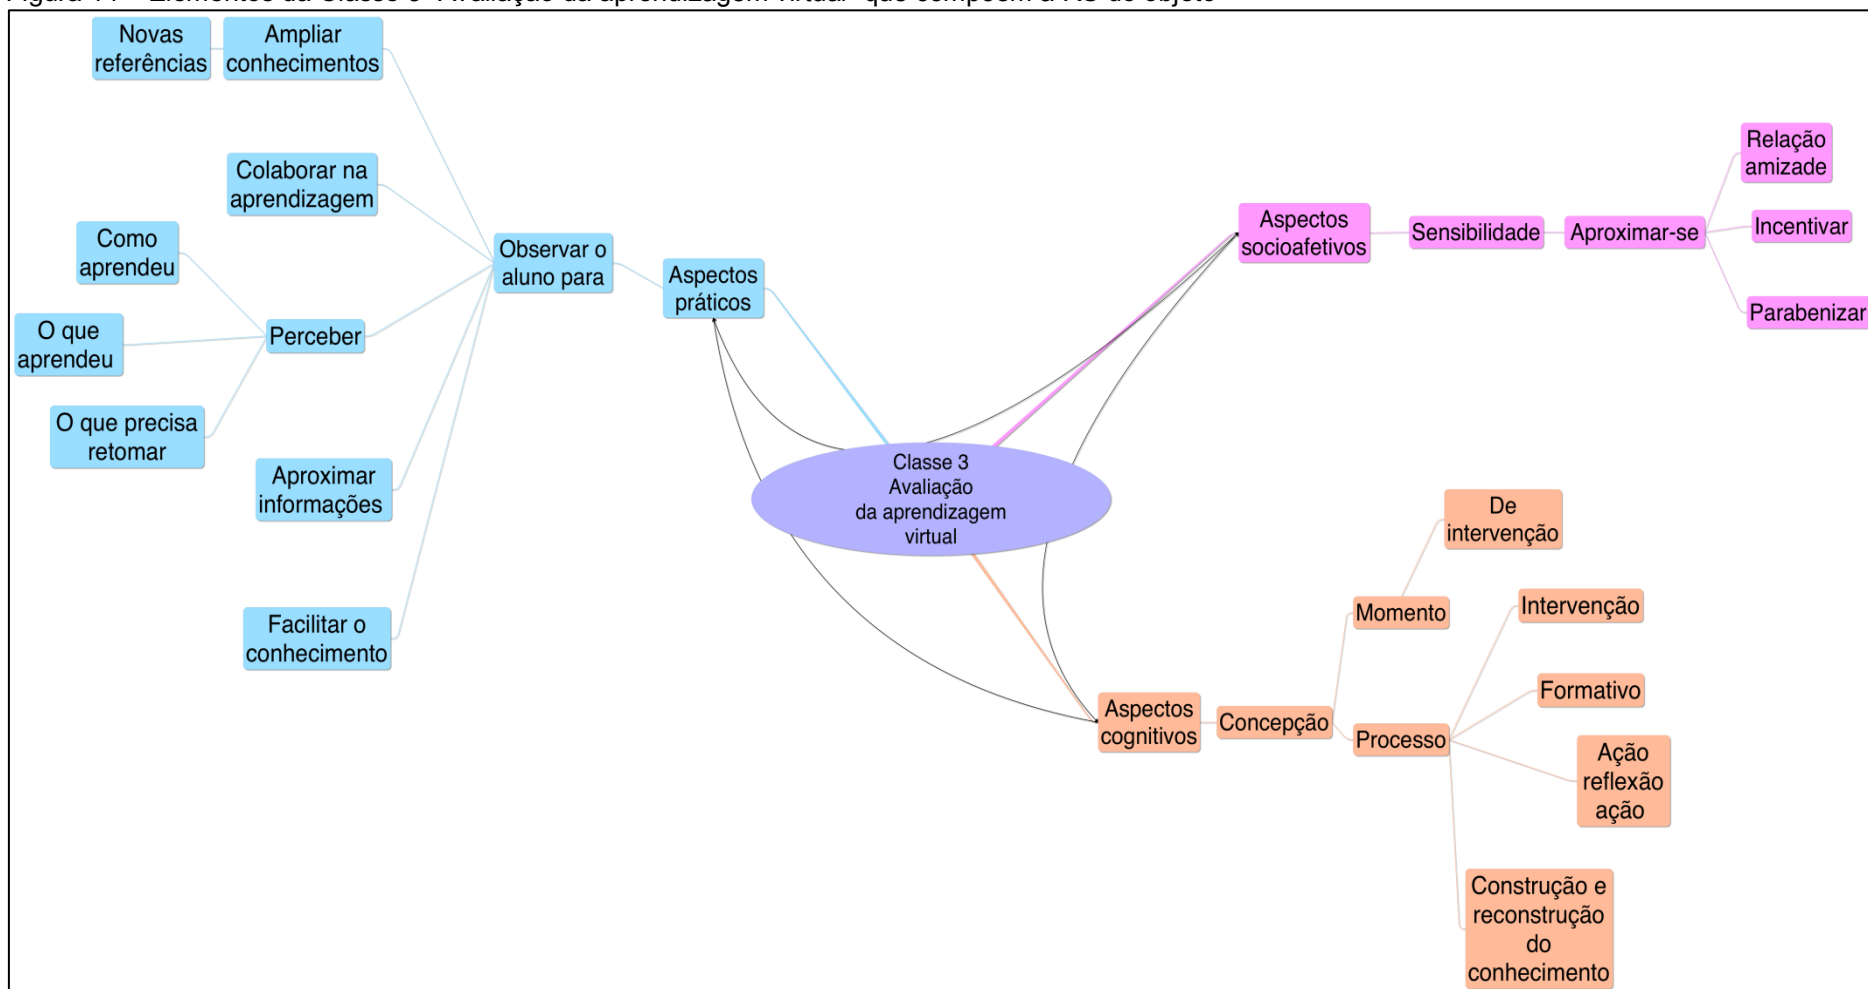 Novas
referências
Ampliar
conhecimentos
Colaborar na
aprendizagem
Como
aprendeu
O que
aprendeu
O que precisa
retomar
Perceber
Aproximar
informações
Facilitar o
conhecimento
Observar o
aluno para
Aspectos
práticos
Classe 3
Avaliação
da aprendizagem
virtual
Aspectos
socioafetivos
Sensibilidade
Aproximar-se
Relação
amizade
Incentivar
Parabenizar
Aspectos
cognitivos
Concepção
Momento
De
intervenção
Processo
Intervenção
Formativo
Ação
reflexão
ação
Construção e
reconstrução
do
conhecimento